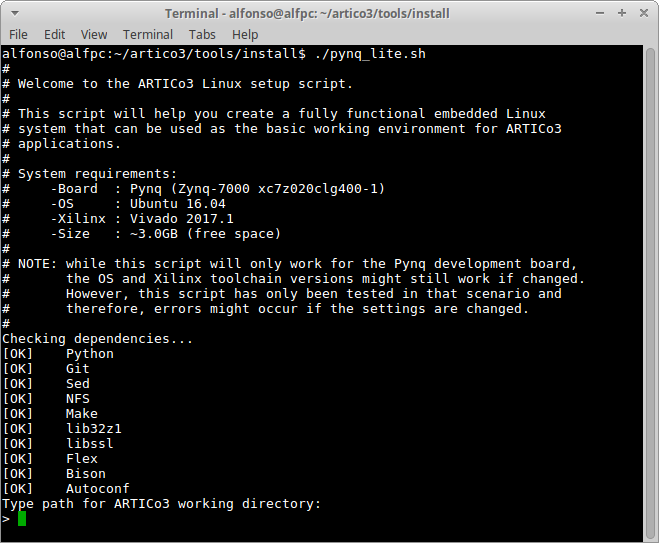 Terminal - alfonso@alfpc: ~/artico3/tools/install
File Edit View Terminal Tabs Help
alfonso@alfpc:~/artico3/tools/install$ ./pynq_lite.sh
#
# Welcome to the ARTICo3 Linux setup script.
#
# This script will help you create a fully functional embedded Linux
# system that can be used as the basic working environment for ARTICo3
# applications.
#
# System requirements:
#     -Board  : Pynq (Zynq-7000 xc7z020clg400-1)
#     -OS     : Ubuntu 16.04
#     -Xilinx : Vivado 2017.1
#     -Size   : ~3.0GB (free space)
#
# NOTE: while this script will only work for the Pynq development board,
#       the OS and Xilinx toolchain versions might still work if changed.
#       However, this script has only been tested in that scenario and
#       therefore, errors might occur if the settings are changed.
#
Checking dependencies...
[OK]    Python
[OK]    Git
[OK]    Sed
[OK]    NFS
[OK]    Make
[OK]    lib32z1
[OK]    libssl
[OK]    Flex
[OK]    Bison
[OK]    Autoconf
Type path for ARTICo3 working directory:
>